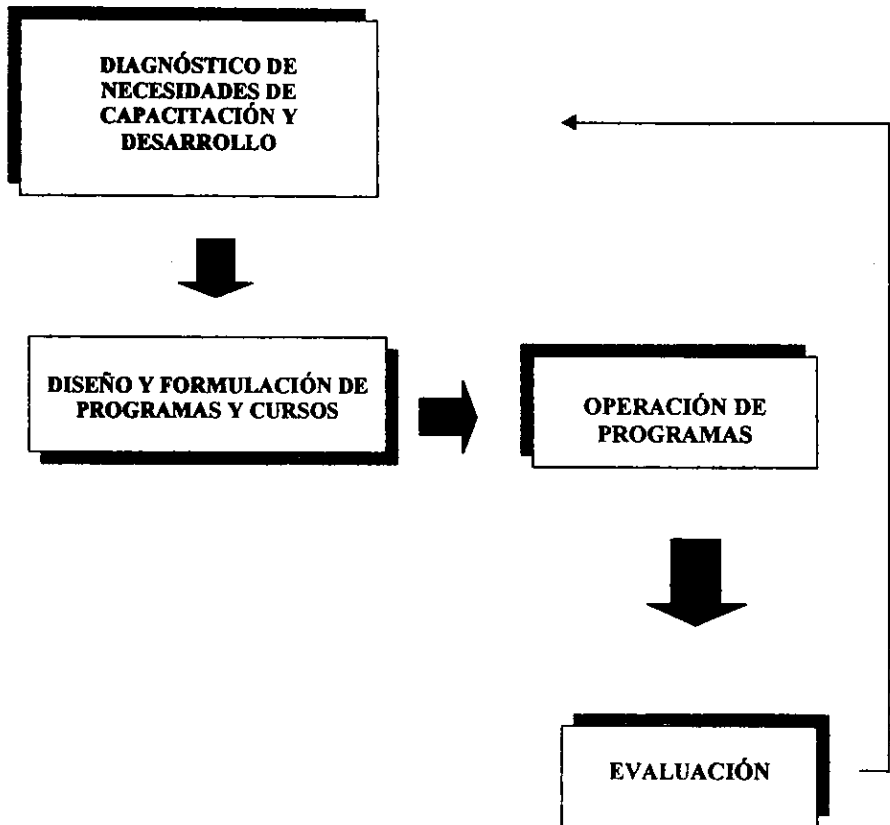 DIAGNÓSTICO DE
NECESIDADES DE
CAPACITACIÓN Y
DESARROLLO
DISEÑO Y FORMULACIÓN DE
PROGRAMAS Y CURSOS
OPERACIÓN DE
PROGRAMAS
EVALUACIÓN